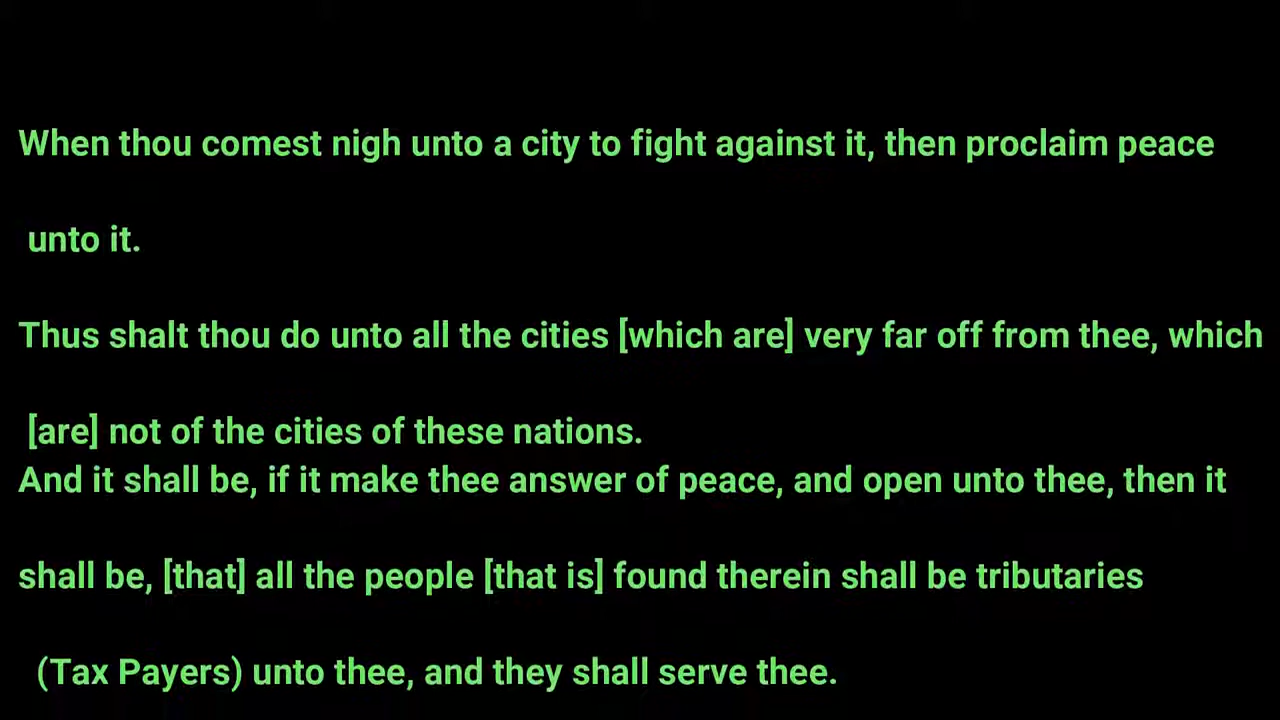 When thou comest nigh unto a city to fight against it, then proclaim peace
unto it.
Thus shalt thou do unto all the cities [which are] very far off from thee, which
[are] not of the cities of these nations.
And it shall be, if it make thee answer of peace, and open unto thee, then it
shall be, [that] all the people [that is] found therein shall be tributaries
(Tax Payers) unto thee, and they shall serve thee.